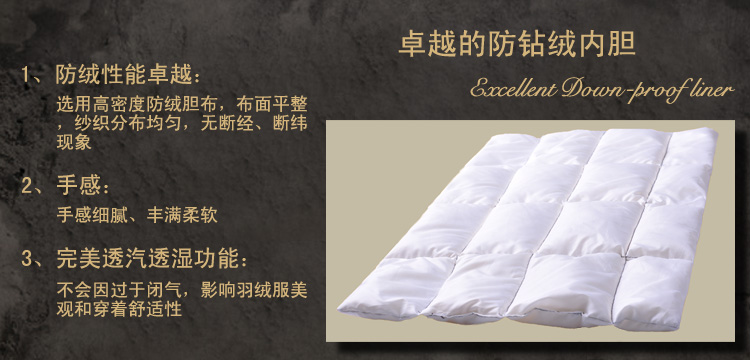 卓越的防钻绒内胆
Excellent Down-proof liner
1、防绒性能卓越：
选用高密度防绒胆布，布面平整
，纱织分布均匀，无断经、断纬
现象
2、手感：
手感细腻、丰满柔软
3、完美透汽透湿功能：
不会因过于闭气，影响羽绒服美
观和穿着舒适性